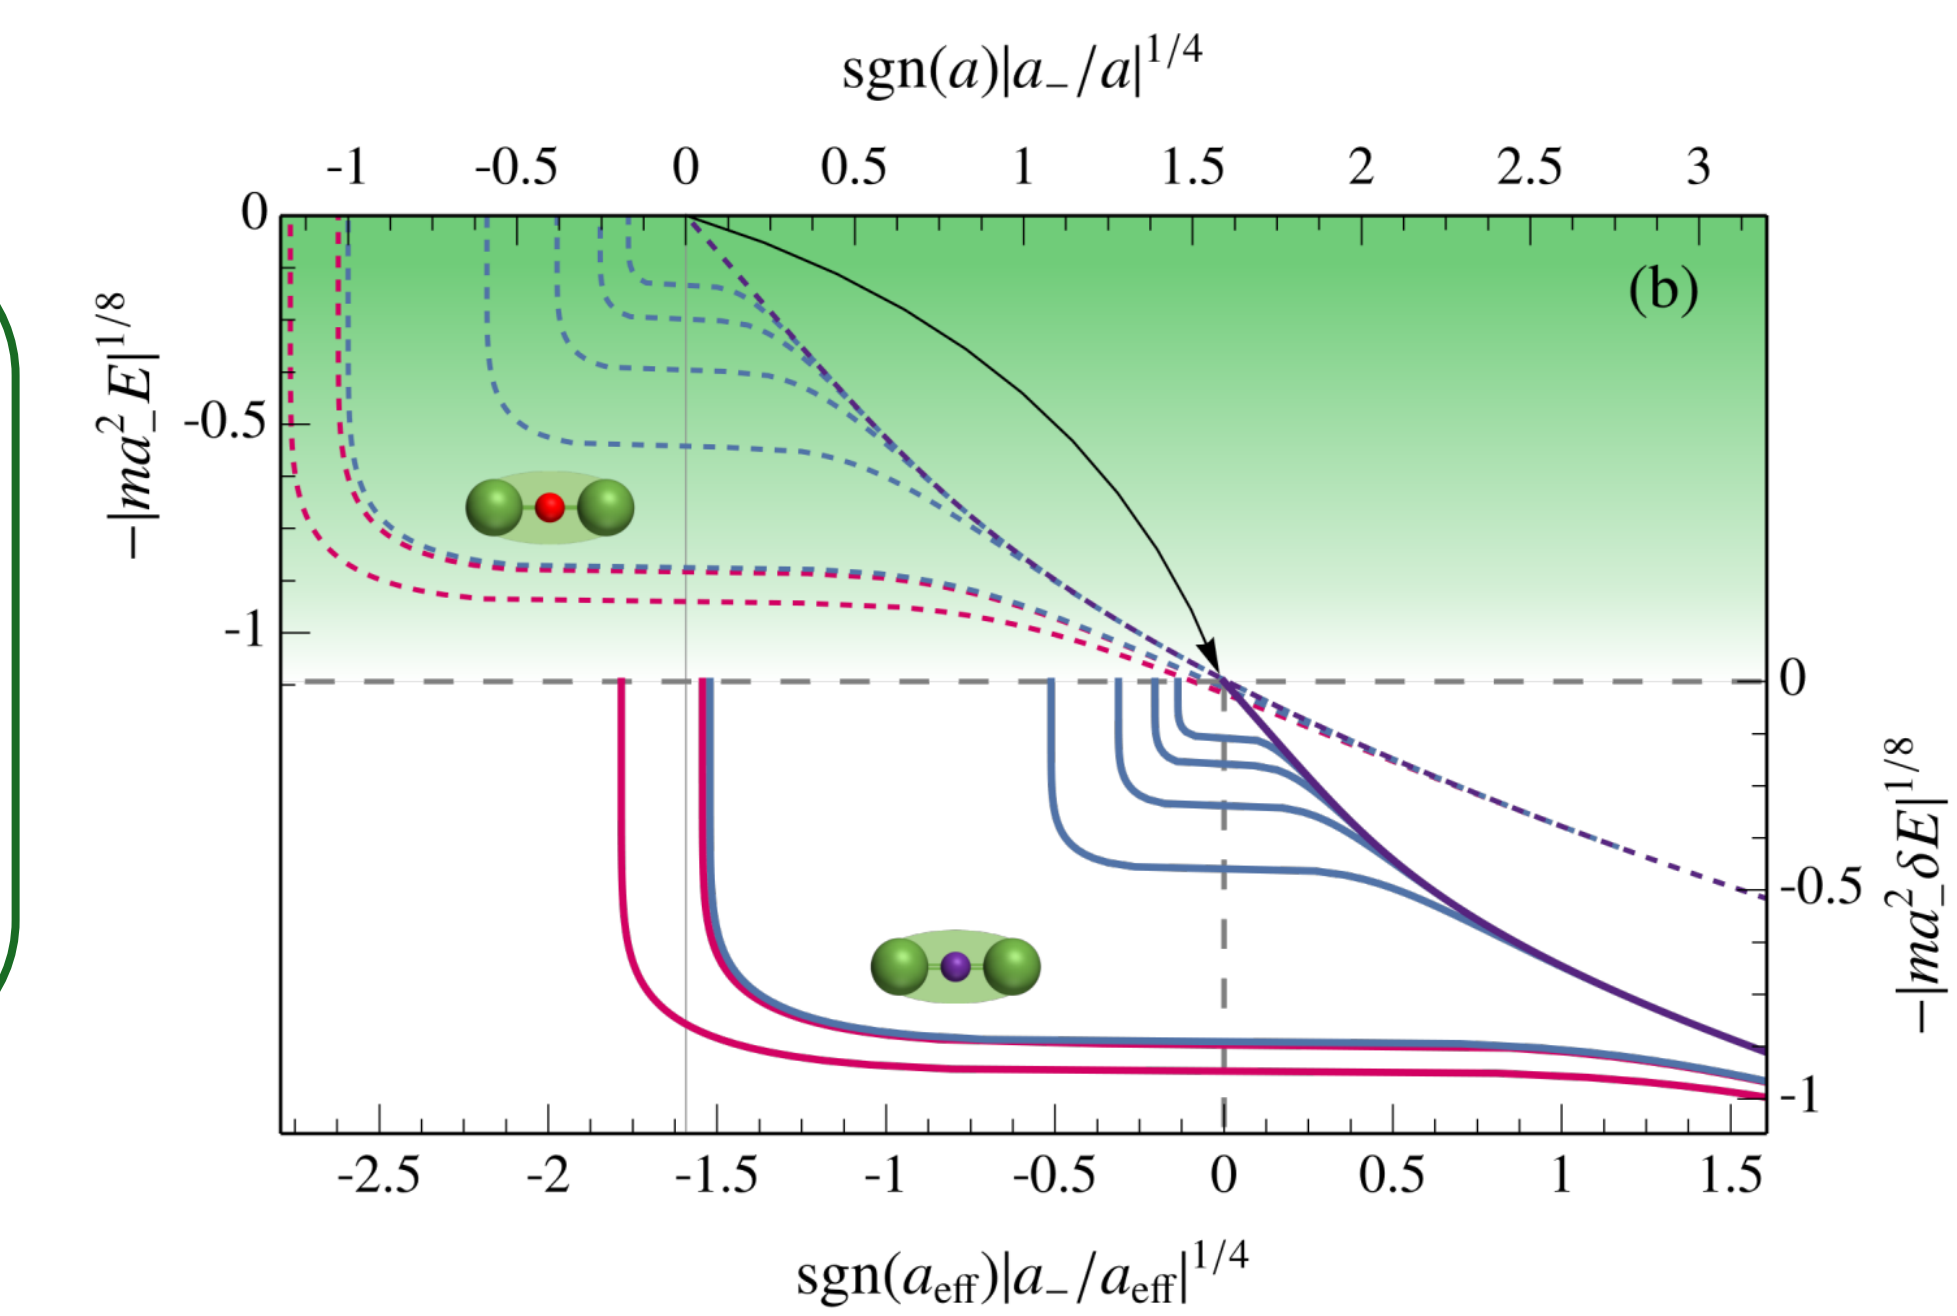 sgn(a)|a₋/a|^1/4
-1 -0.5 0 0.5 1 1.5 2 2.5 3
0
(b)
−|ma₋²E|^1/8
-0.5
-1
0
-0.5
−|ma₋²δE|^1/8
-1
-2.5 -2 -1.5 -1 -0.5 0 0.5 1 1.5
sgn(a_eff)|a₋/a_eff|^1/4